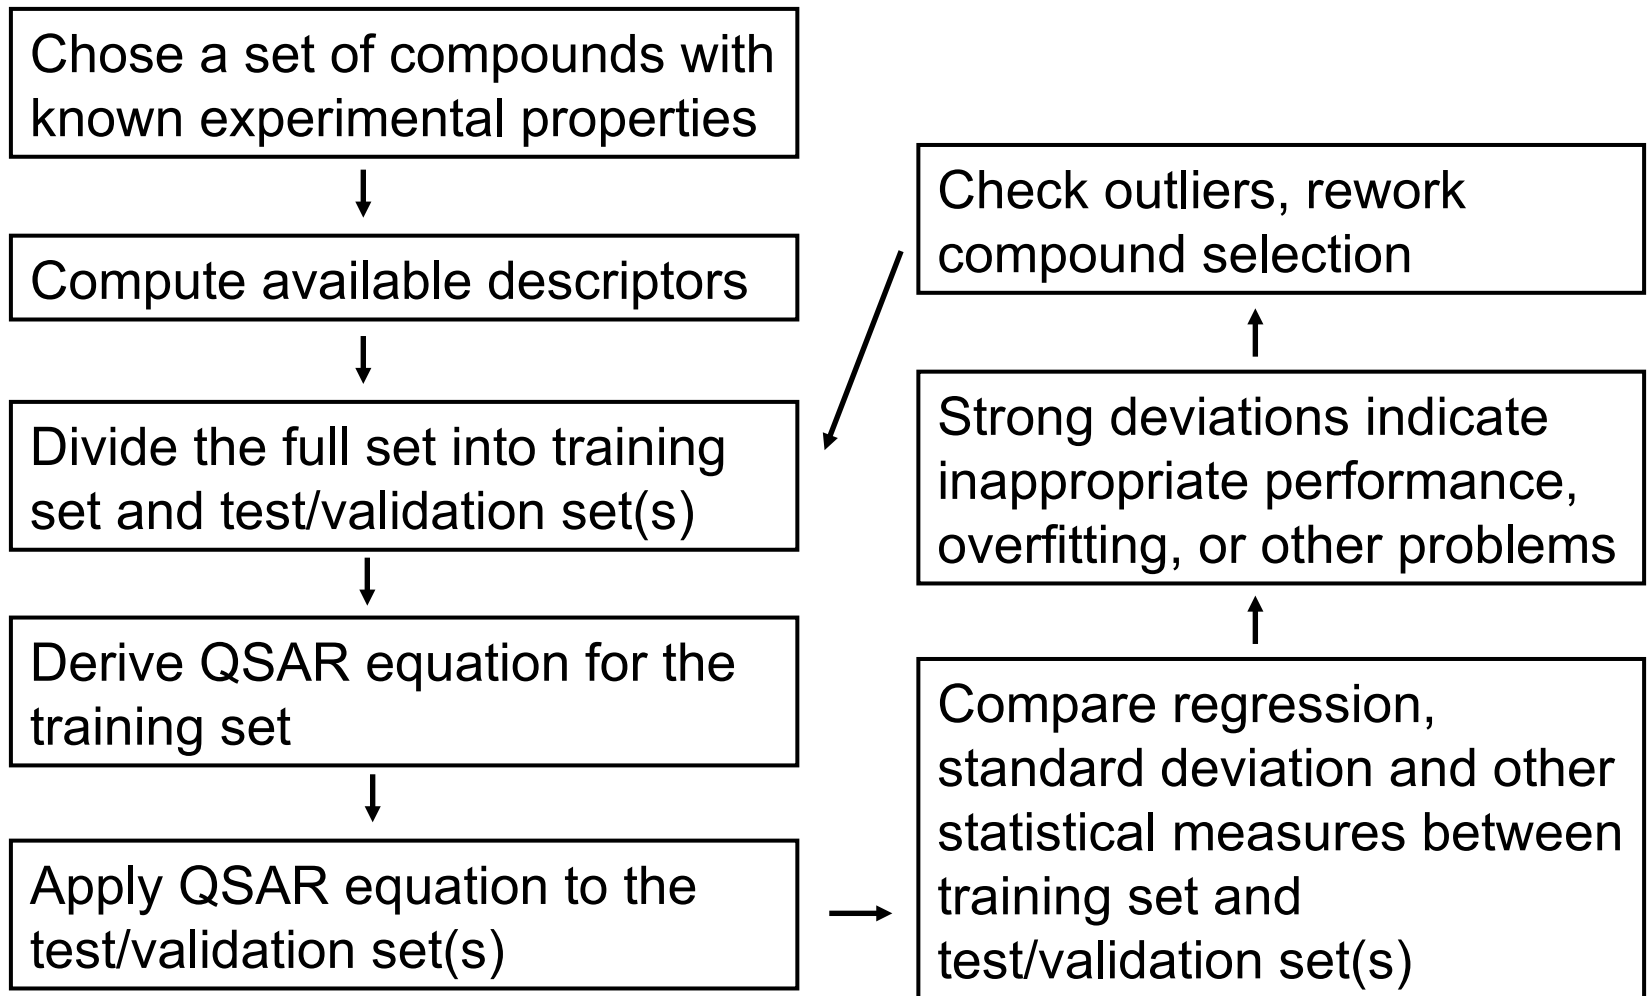 Chose a set of compounds with
known experimental properties
Compute available descriptors
Divide the full set into training
set and test/validation set(s)
Derive QSAR equation for the
training set
Apply QSAR equation to the
test/validation set(s)
Compare regression,
standard deviation and other
statistical measures between
training set and
test/validation set(s)
Strong deviations indicate
inappropriate performance,
overfitting, or other problems
Check outliers, rework
compound selection